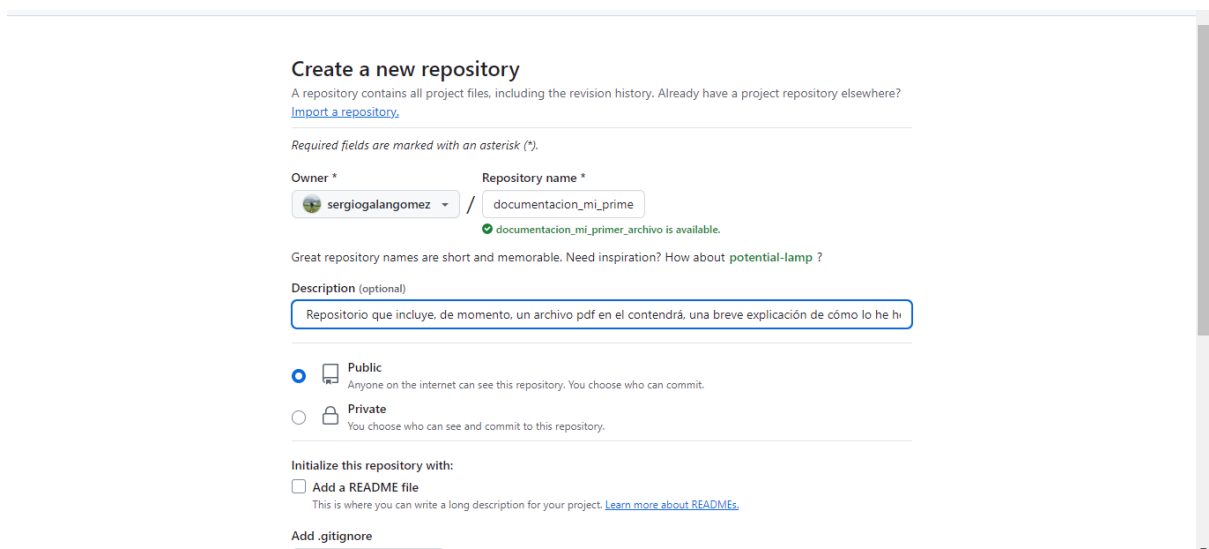 Create a new repository
A repository contains all project files, including the revision history. Already have a project repository elsewhere?
Import a repository.
Required fields are marked with an asterisk (*).
Owner * Repository name *
sergiogalangomez / documentacion_mi_prime
documentacion_mi_primer_archivo is available.
Great repository names are short and memorable. Need inspiration? How about potential-lamp ?
Description (optional)
Repositorio que incluye, de momento, un archivo pdf en el contendrá, una breve explicación de cómo lo he
Public
Anyone on the internet can see this repository. You choose who can commit.
Private
You choose who can see and commit to this repository.
Initialize this repository with:
Add a README file
This is where you can write a long description for your project. Learn more about READMEs.
Add .gitignore